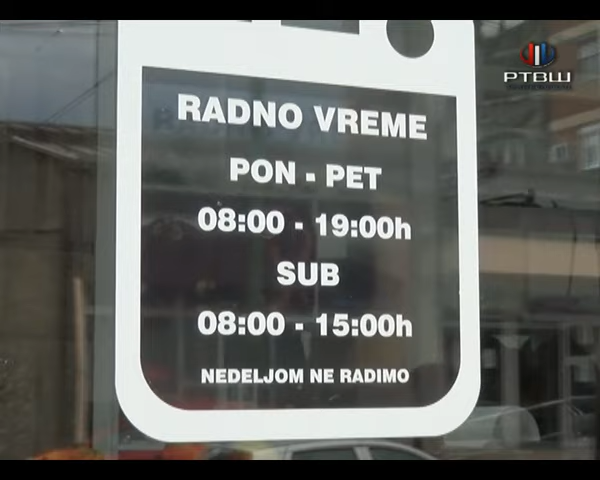 РТВШ
RADNO VREME
PON - PET
08:00 - 19:00h
SUB
08:00 - 15:00h
NEDELJOM NE RADIMO